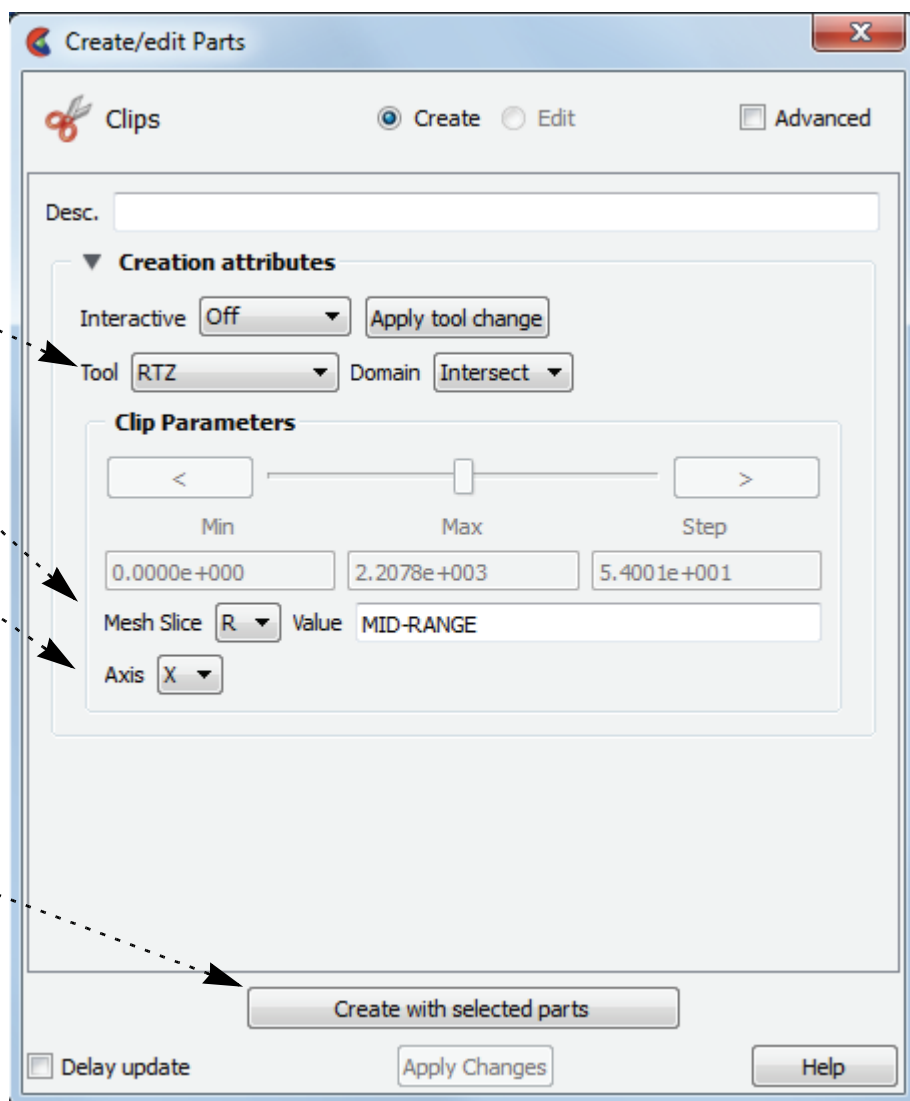 Create/edit Parts
x
Clips Create Edit Advanced
Desc.
Creation attributes
Interactive Off Apply tool change
Tool RTZ Domain Intersect
Clip Parameters
< >
Min Max Step
0.0000e+000 2.2078e+003 5.4001e+001
Mesh Slice R Value MID-RANGE
Axis X
Create with selected parts
Delay update Apply Changes Help